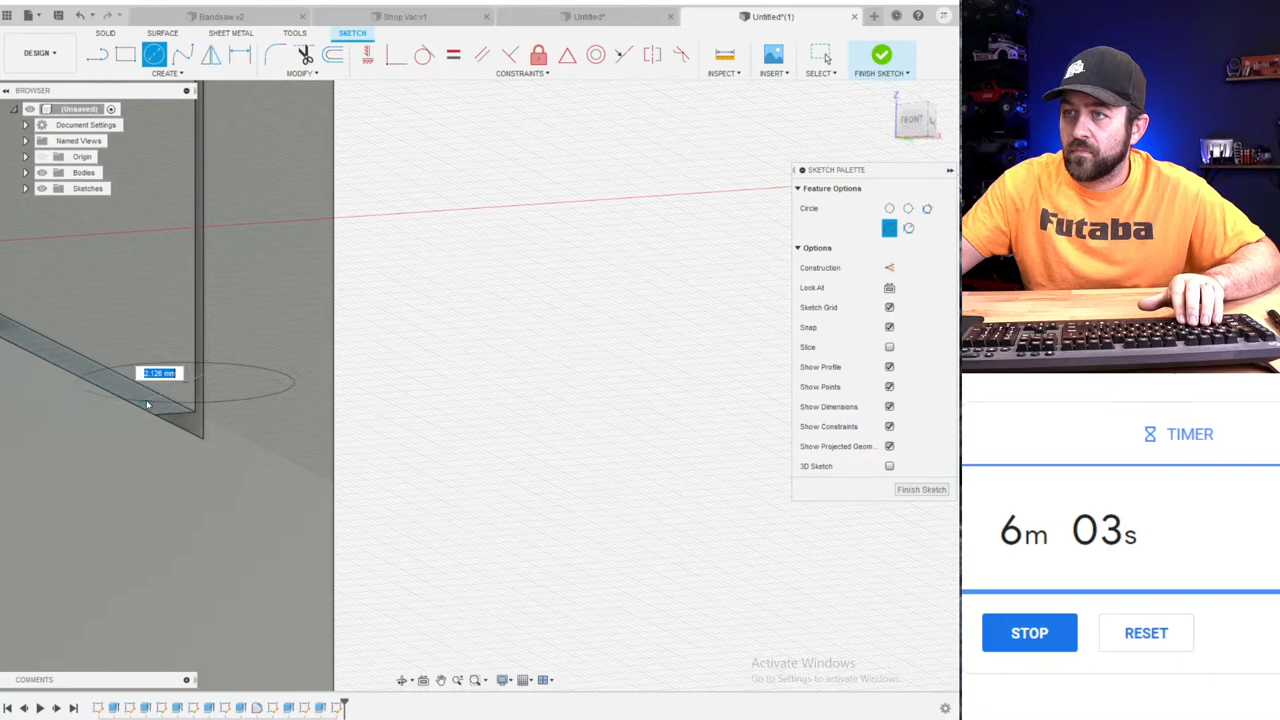 Bandsaw v2
Shop Vac v1
Untitled*
Untitled*(1)
JT
DESIGN
SOLID
SURFACE
SHEET METAL
TOOLS
SKETCH
CREATE
MODIFY
CONSTRAINTS
INSPECT
INSERT
SELECT
FINISH SKETCH
BROWSER
(Unsaved)
Document Settings
Named Views
Origin
Bodies
Sketches
Z
FRONT
X
SKETCH PALETTE
Feature Options
Circle
Options
Construction
Look At
Sketch Grid
Snap
Slice
Show Profile
Show Points
Show Dimensions
Show Constraints
Show Projected Geom...
3D Sketch
Finish Sketch
2.126 mm
Futaba
TIMER
6m 03s
STOP
RESET
Activate Windows
Go to Settings to activate Windows.
COMMENTS